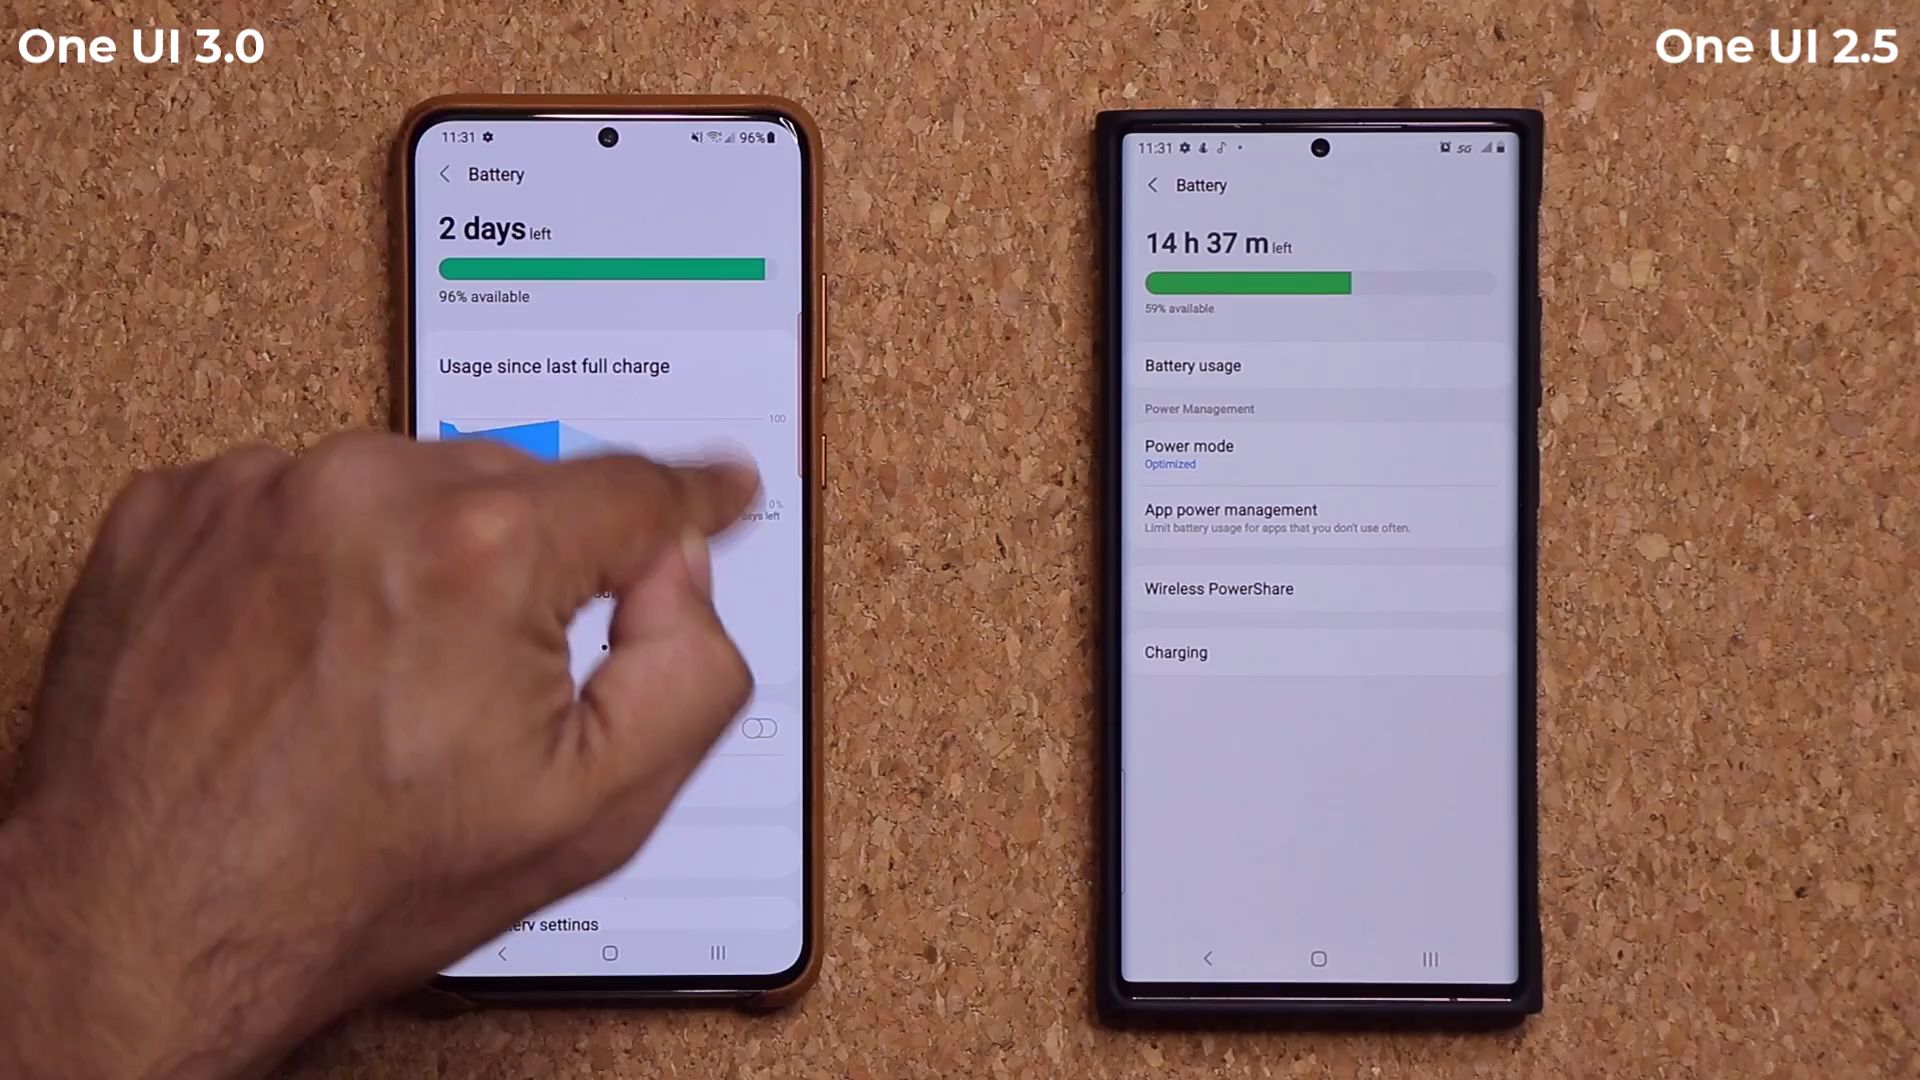 One UI 3.0
One UI 2.5
11:31
96%
Battery
2 days left
96% available
Usage since last full charge
100
0%
days left
settings
11:31
5G
Battery
14 h 37 m left
59% available
Battery usage
Power Management
Power mode
Optimized
App power management
Limit battery usage for apps that you don't use often.
Wireless PowerShare
Charging